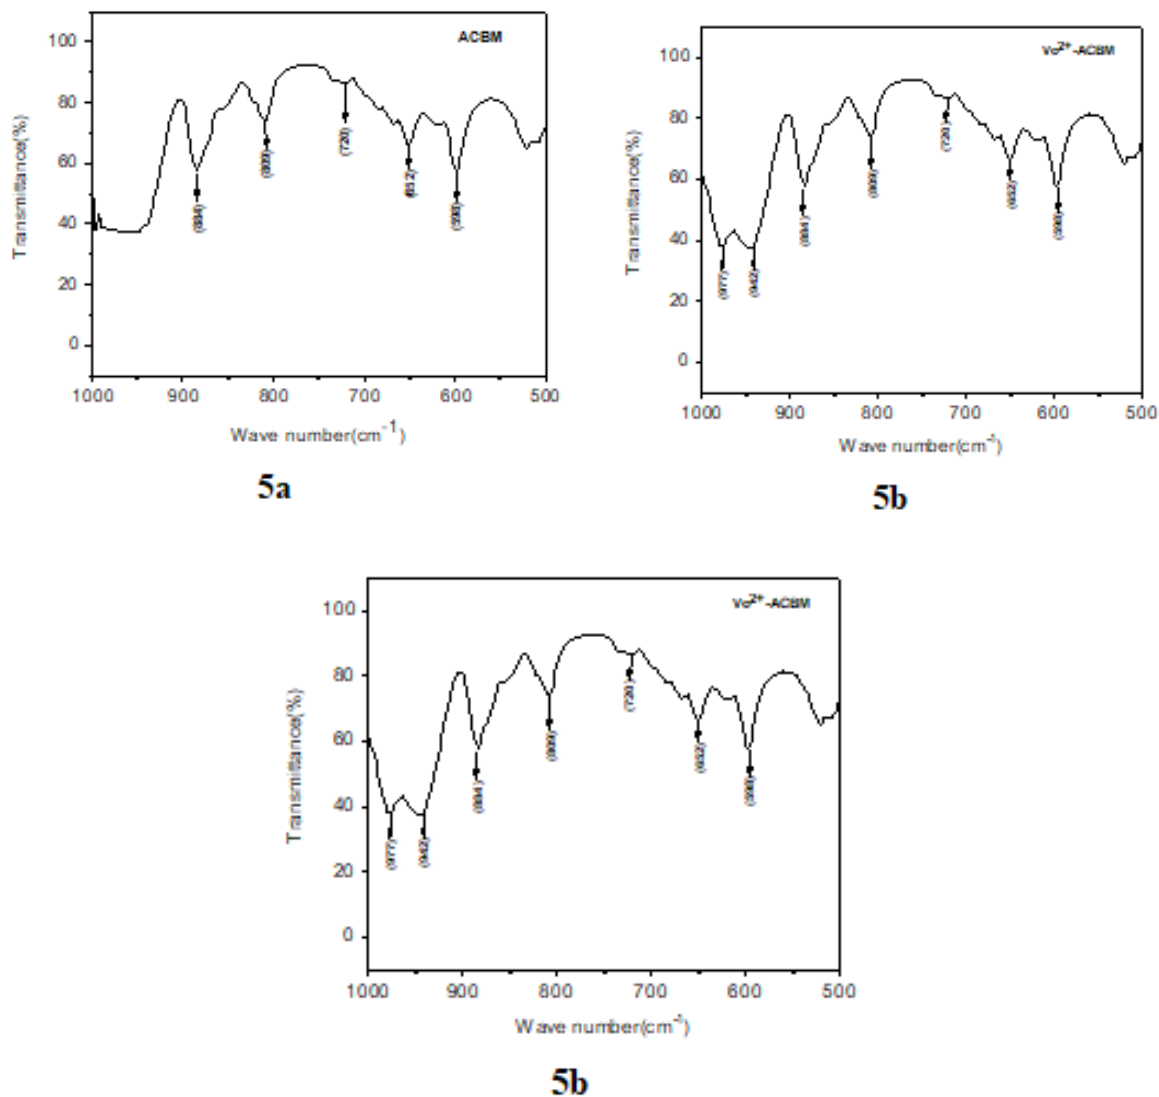 ACBM
100
80
60
40
20
0
Transmittance(%)
(884)
(809)
(720)
(652)
(598)
1000 900 800 700 600 500
Wave number(cm-1)
5a
Vo2+-ACBM
100
80
60
40
20
0
Transmittance(%)
(977)
(942)
(884)
(809)
(720)
(652)
(598)
1000 900 800 700 600 500
Wave number(cm-1)
5b
Vo2+-ACBM
100
80
60
40
20
0
Transmittance(%)
(977)
(942)
(884)
(809)
(720)
(652)
(598)
1000 900 800 700 600 500
Wave number(cm-1)
5b